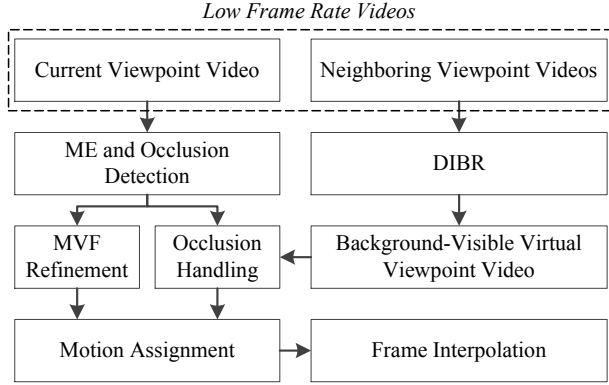 Low Frame Rate Videos
Current Viewpoint Video
Neighboring Viewpoint Videos
ME and Occlusion
Detection
DIBR
MVF
Refinement
Occlusion
Handling
Background-Visible Virtual
Viewpoint Video
Motion Assignment
Frame Interpolation